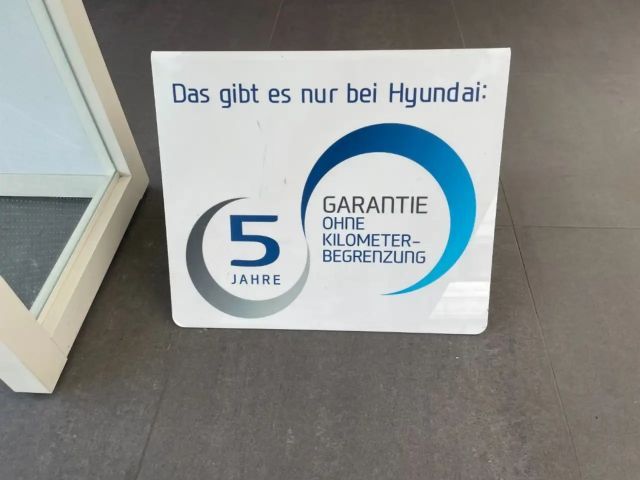 Das gibt es nur bei Hyundai:
5
JAHRE
GARANTIE
OHNE
KILOMETER-
BEGRENZUNG